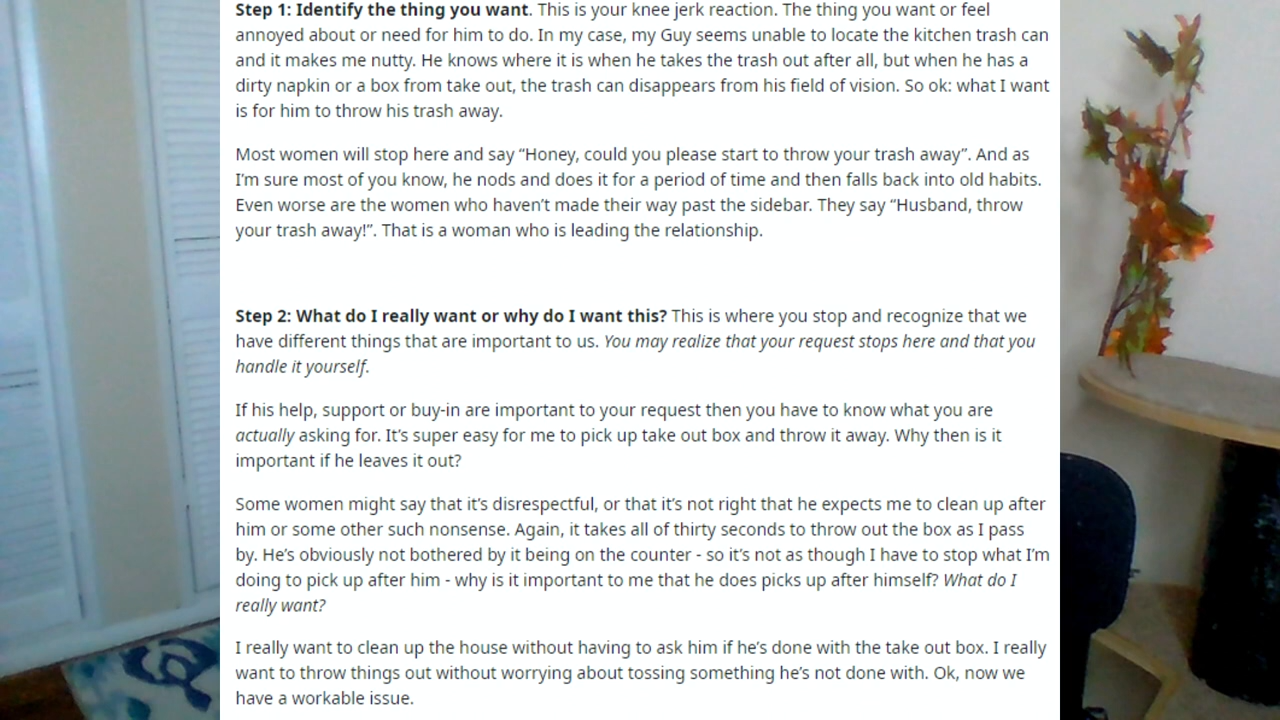 Step 1: Identify the thing you want. This is your knee jerk reaction. The thing you want or feel
annoyed about or need for him to do. In my case, my Guy seems unable to locate the kitchen trash can
and it makes me nutty. He knows where it is when he takes the trash out after all, but when he has a
dirty napkin or a box from take out, the trash can disappears from his field of vision. So ok: what I want
is for him to throw his trash away.
Most women will stop here and say “Honey, could you please start to throw your trash away”. And as
I’m sure most of you know, he nods and does it for a period of time and then falls back into old habits.
Even worse are the women who haven’t made their way past the sidebar. They say “Husband, throw
your trash away!”. That is a woman who is leading the relationship.
Step 2: What do I really want or why do I want this? This is where you stop and recognize that we
have different things that are important to us. You may realize that your request stops here and that you
handle it yourself.
If his help, support or buy-in are important to your request then you have to know what you are
actually asking for. It’s super easy for me to pick up take out box and throw it away. Why then is it
important if he leaves it out?
Some women might say that it’s disrespectful, or that it’s not right that he expects me to clean up after
him or some other such nonsense. Again, it takes all of thirty seconds to throw out the box as I pass
by. He’s obviously not bothered by it being on the counter - so it’s not as though I have to stop what I’m
doing to pick up after him - why is it important to me that he does picks up after himself? What do I
really want?
I really want to clean up the house without having to ask him if he’s done with the take out box. I really
want to throw things out without worrying about tossing something he’s not done with. Ok, now we
have a workable issue.